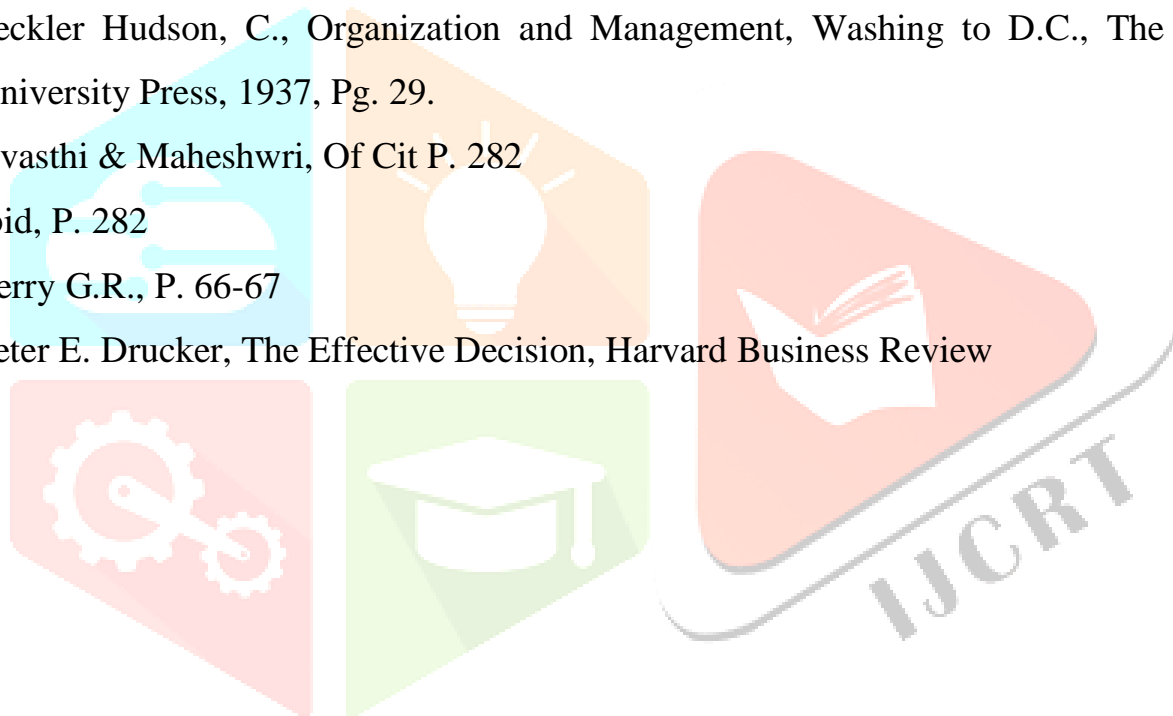 eckler Hudson, C., Organization and Management, Washing to D.C., The
niversity Press, 1937, Pg. 29.
vasthi & Maheshwri, Of Cit P. 282
bid, P. 282
erry G.R., P. 66-67
eter E. Drucker, The Effective Decision, Harvard Business Review
IJCRT